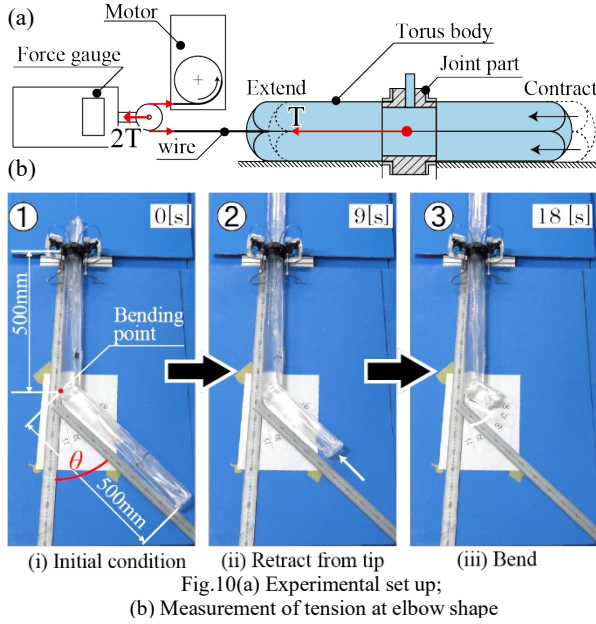 (a)
Motor
Force gauge
Torus body
Joint part
Extend
Contract
T
2T
wire
(b)
① 0[s]
② 9[s]
③ 18 [s]
500mm
Bending
point
θ
500mm
(i) Initial condition
(ii) Retract from tip
(iii) Bend
Fig.10(a) Experimental set up;
(b) Measurement of tension at elbow shape